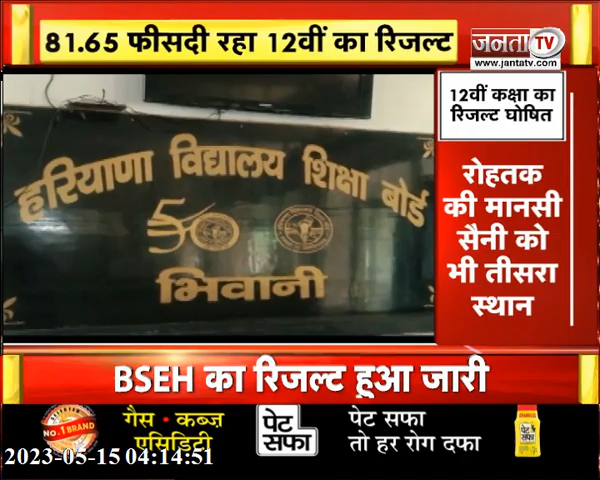 81.65 फीसदी रहा 12वीं का रिजल्ट
जनता TV
www.jantatv.com
12वीं कक्षा का
रिजल्ट घोषित
रोहतक
की मानसी
सैनी को
भी तीसरा
स्थान
हरियाणा विद्यालय शिक्षा बोर्ड
50
भिवानी
BSEH का रिजल्ट हुआ जारी
NO.1 BRAND
गैस • कब्ज़
एसिडिटी
पेट
सफा
पेट सफा
तो हर रोग दफा
पेट
सफा
2023-05-15 04:14:51